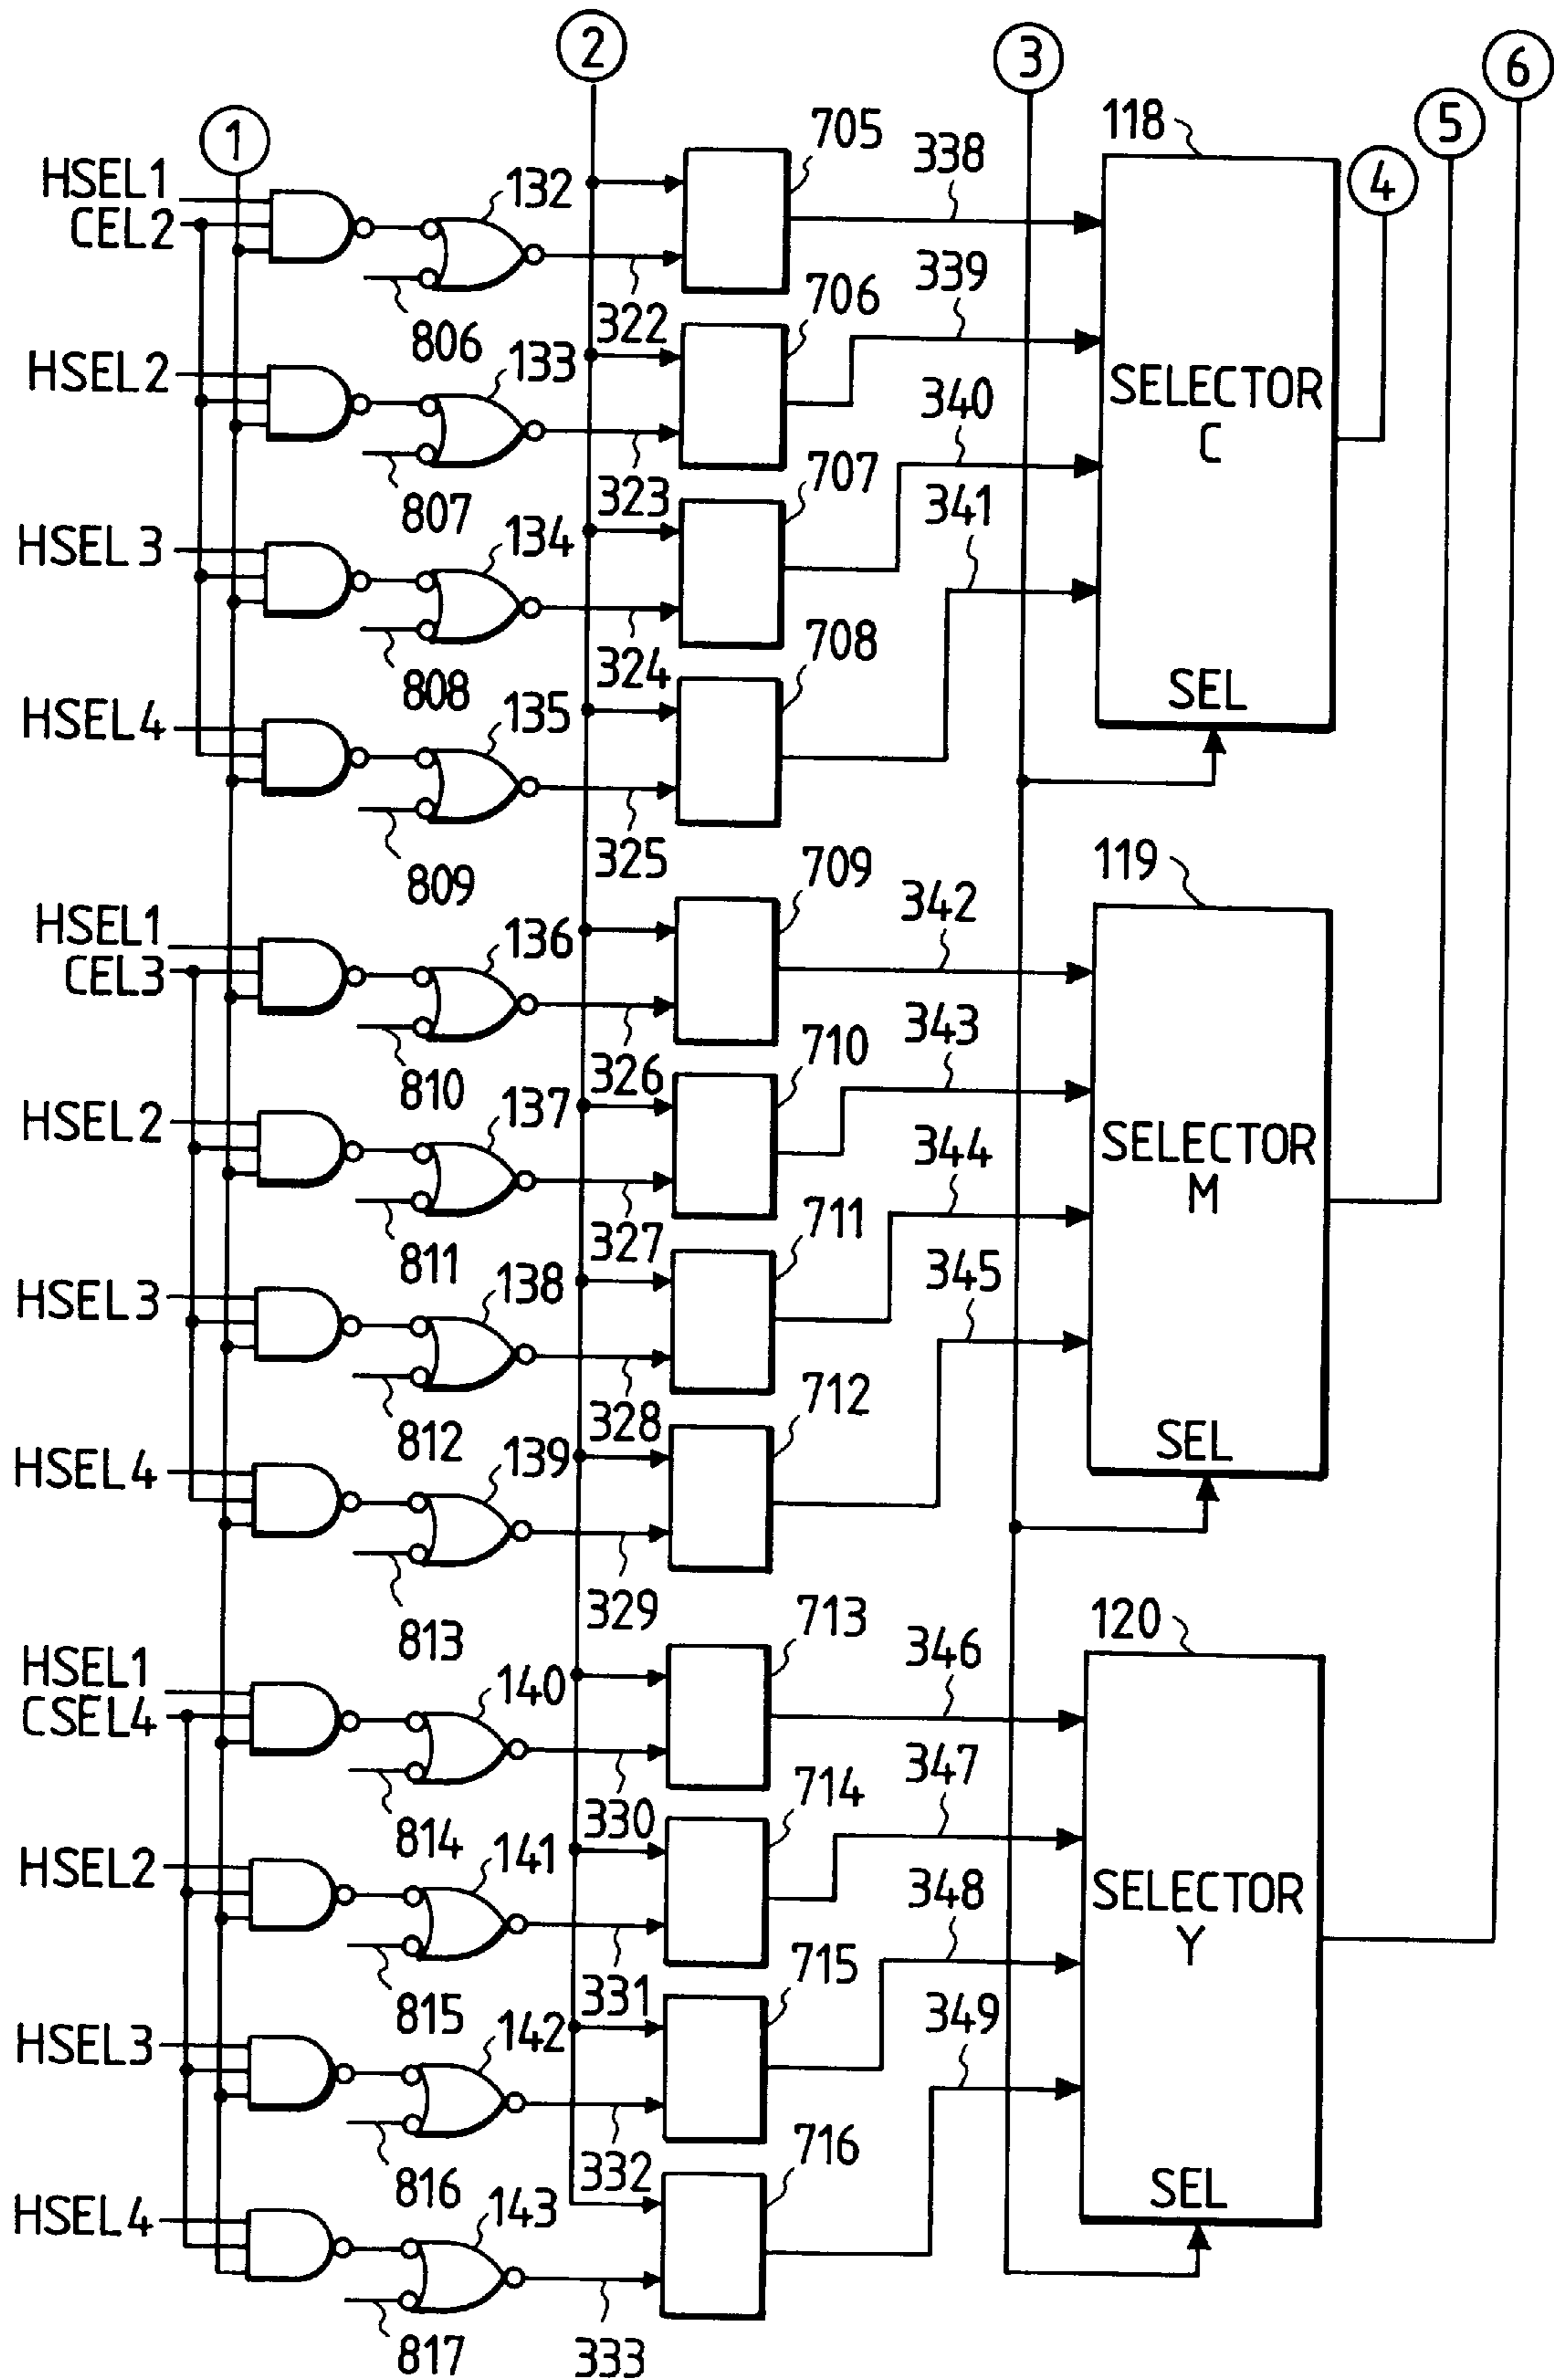 2
3
6
5
1
705
338
118
4
HSEL1
CEL2
132
806
322
339
706
HSEL2
133
SELECTOR
C
340
807
323
707
341
HSEL3
134
808
324
708
SEL
HSEL4
135
809
325
709
342
119
HSEL1
CEL3
136
810
326
710
343
HSEL2
137
SELECTOR
M
344
811
327
711
345
HSEL3
138
812
328
712
SEL
HSEL4
139
813
329
713
346
120
HSEL1
CSEL4
140
814
330
714
347
HSEL2
141
SELECTOR
Y
348
815
331
715
349
HSEL3
142
816
332
716
SEL
HSEL4
143
817
333